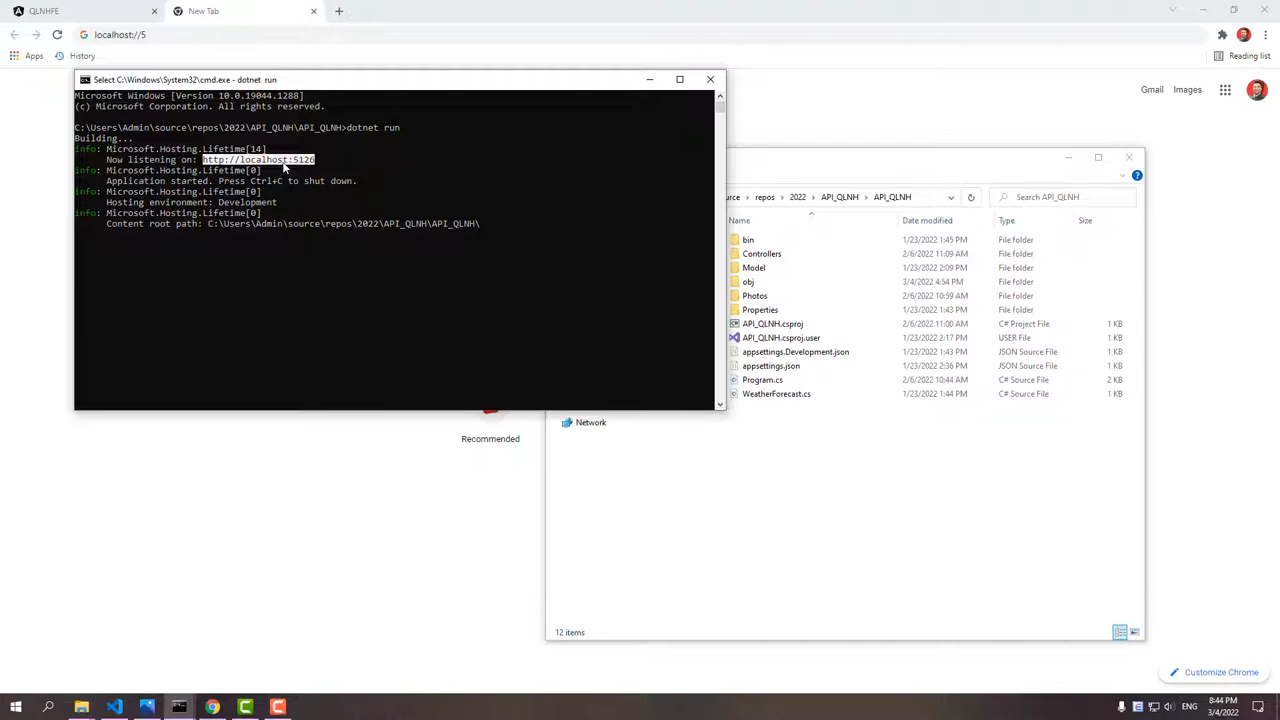 QLNHFE
New Tab
localhost://5
Apps
History
Reading list
Gmail
Images
Select C:\Windows\System32\cmd.exe - dotnet  run
Microsoft Windows [Version 10.0.19044.1288]
(c) Microsoft Corporation. All rights reserved.
C:\Users\Admin\source\repos\2022\API_QLNH\API_QLNH>dotnet run
Building...
info: Microsoft.Hosting.Lifetime[14]
Now listening on: http://localhost:5126
info: Microsoft.Hosting.Lifetime[0]
Application started. Press Ctrl+C to shut down.
info: Microsoft.Hosting.Lifetime[0]
Hosting environment: Development
info: Microsoft.Hosting.Lifetime[0]
Content root path: C:\Users\Admin\source\repos\2022\API_QLNH\API_QLNH\
repos 2022 API_QLNH API_QLNH
Search API_QLNH
Name Date modified Type Size
bin 1/23/2022 1:45 PM File folder
Controllers 2/6/2022 11:09 AM File folder
Model 1/23/2022 2:09 PM File folder
obj 3/4/2022 4:54 PM File folder
Photos 2/6/2022 10:59 AM File folder
Properties 1/23/2022 1:43 PM File folder
API_QLNH.csproj 2/6/2022 11:00 AM C# Project File 1 KB
API_QLNH.csproj.user 1/23/2022 2:17 PM USER File 1 KB
appsettings.Development.json 1/23/2022 1:43 PM JSON Source File 1 KB
appsettings.json 1/23/2022 2:36 PM JSON Source File 1 KB
Program.cs 2/6/2022 10:44 AM C# Source File 2 KB
WeatherForecast.cs 1/23/2022 1:44 PM C# Source File 1 KB
Network
Recommended
12 items
Customize Chrome
ENG
8:44 PM
3/4/2022